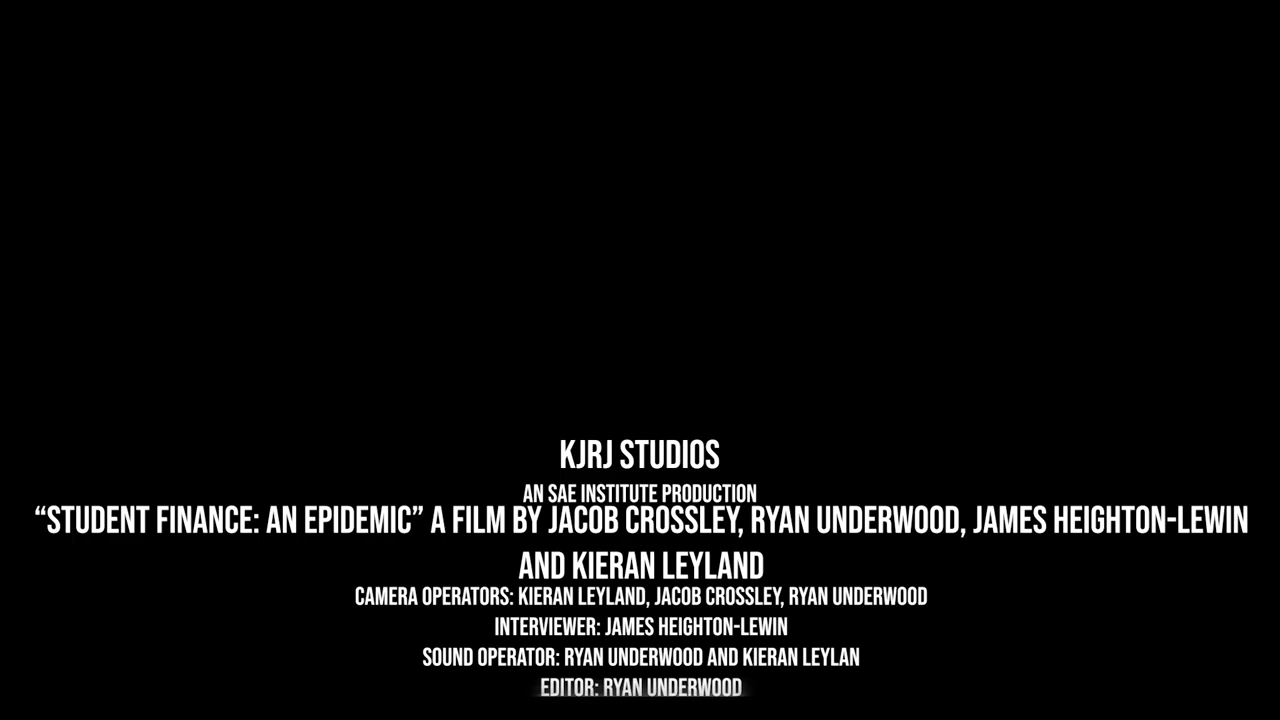 KJRJ STUDIOS
AN SAE INSTITUTE PRODUCTION
“STUDENT FINANCE: AN EPIDEMIC” A FILM BY JACOB CROSSLEY, RYAN UNDERWOOD, JAMES HEIGHTON-LEWIN
AND KIERAN LEYLAND
CAMERA OPERATORS: KIERAN LEYLAND, JACOB CROSSLEY, RYAN UNDERWOOD
INTERVIEWER: JAMES HEIGHTON-LEWIN
SOUND OPERATOR: RYAN UNDERWOOD AND KIERAN LEYLAN
EDITOR: RYAN UNDERWOOD